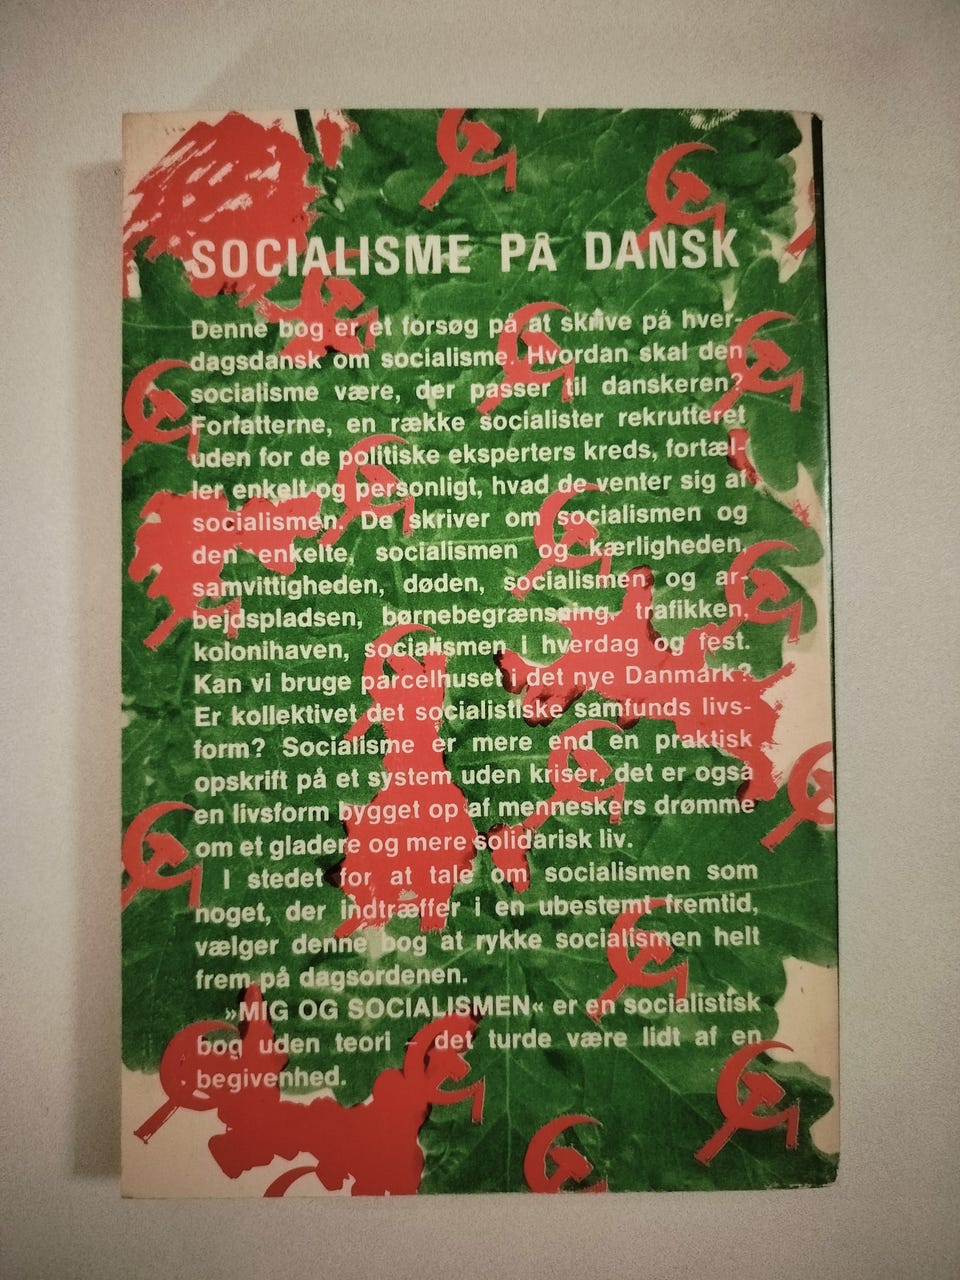 SOCIALISME PÅ DANSK
Denne bog er et forsøg på at skrive på hver-
dagsdansk om socialisme. Hvordan skal den
socialisme være, der passer til danskeren?
Forfatterne, en række socialister rekrutteret
uden for de politiske eksperters kreds, fortæl-
ler enkelt og personligt, hvad de venter sig af
socialismen. De skriver om socialismen og
den enkelte, socialismen og kærligheden,
samvittigheden, døden, socialismen og ar-
bejdspladsen, børnebegrænsning, trafikken,
kolonihaven, socialismen i hverdag og fest.
Kan vi bruge parcelhuset i det nye Danmark?
Er kollektivet det socialistiske samfunds livs-
form? Socialisme er mere end en praktisk
opskrift på et system uden kriser, det er også
en livsform bygget op af menneskers drømme
om et gladere og mere solidarisk liv.
I stedet for at tale om socialismen som
noget, der indtræffer i en ubestemt fremtid,
vælger denne bog at rykke socialismen helt
frem på dagsordenen.
»MIG OG SOCIALISMEN« er en socialistisk
bog uden teori – det turde være lidt af en
begivenhed.